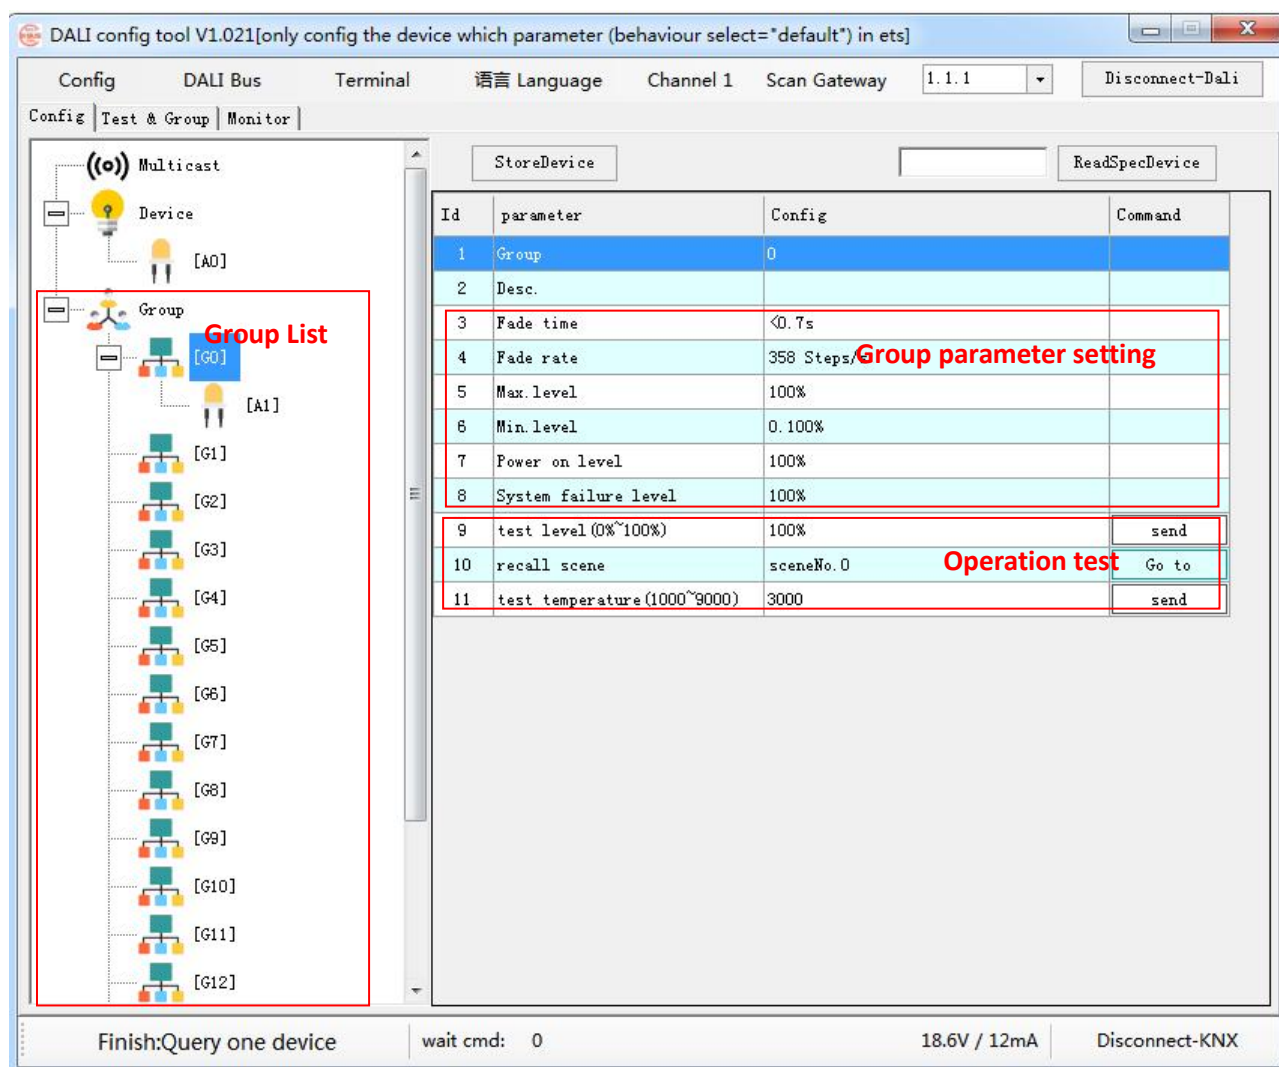 DALI config tool V1.021[only config the device which parameter (behaviour select="default") in ets]
Config DALI Bus Terminal 语言 Language Channel 1 Scan Gateway 1.1.1 Disconnect-Dali
Config Test & Group Monitor
Multicast
Device
[A0]
Group
Group List
[G0]
[A1]
[G1]
[G2]
[G3]
[G4]
[G5]
[G6]
[G7]
[G8]
[G9]
[G10]
[G11]
[G12]
StoreDevice ReadSpecDevice
Id parameter Config Command
1 Group 0
2 Desc.
3 Fade time <0.7s
4 Fade rate 358 Steps/
Group parameter setting
5 Max.level 100%
6 Min.level 0.100%
7 Power on level 100%
8 System failure level 100%
9 test level(0%~100%) 100% send
Operation test
10 recall scene sceneNo.0 Go to
11 test temperature(1000~9000) 3000 send
Finish:Query one device wait cmd: 0 18.6V / 12mA Disconnect-KNX